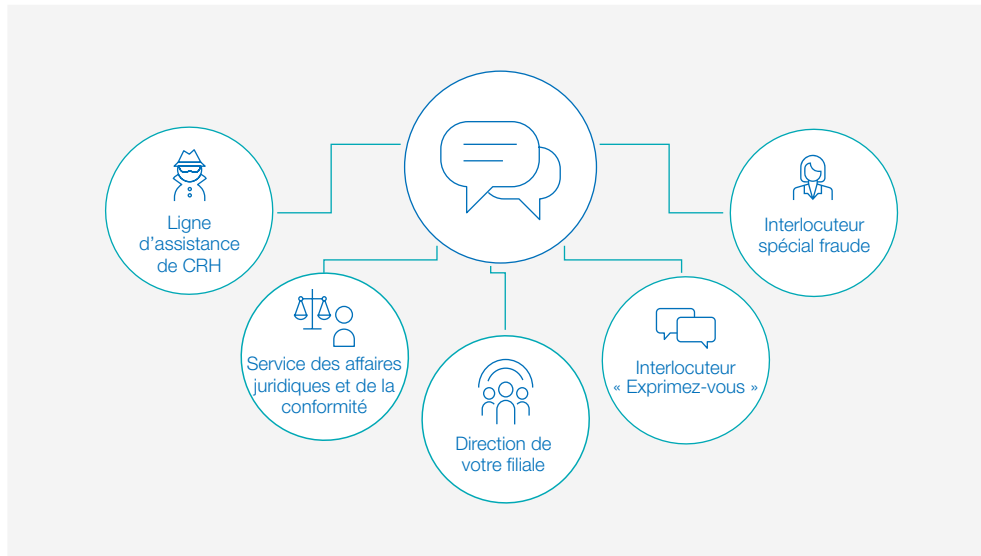 Ligne
d’assistance
de CRH
Service des affaires
juridiques et de la
conformité
Direction de
votre filiale
Interlocuteur
« Exprimez-vous »
Interlocuteur
spécial fraude